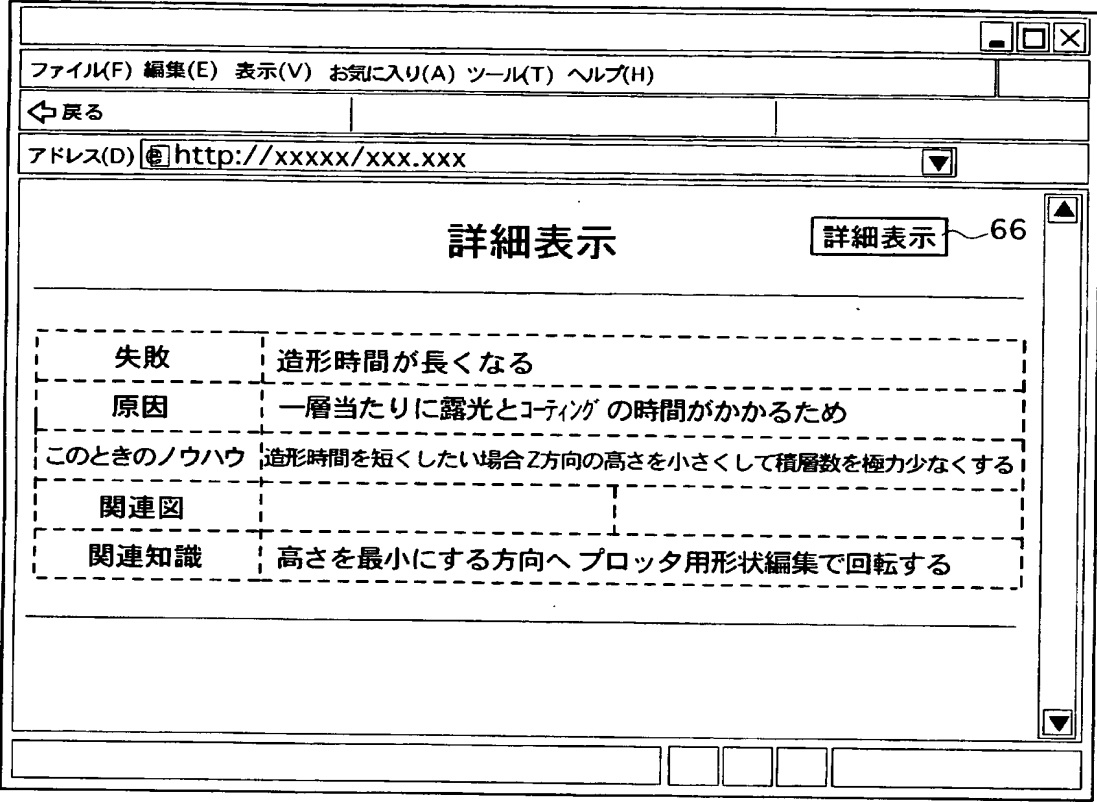 ファイル(F) 編集(E) 表示(V) お気に入り(A) ツール(T) ヘルプ(H)
戻る
アドレス(D) e http://xxxxx/xxx.xxx
詳細表示 詳細表示 66
失敗 造形時間が長くなる
原因 一層当たりに露光とコーティングの時間がかかるため
このときのノウハウ 造形時間を短くしたい場合Z方向の高さを小さくして積層数を極力少なくする
関連図
関連知識 高さを最小にする方向へ プロッタ用形状編集で回転する